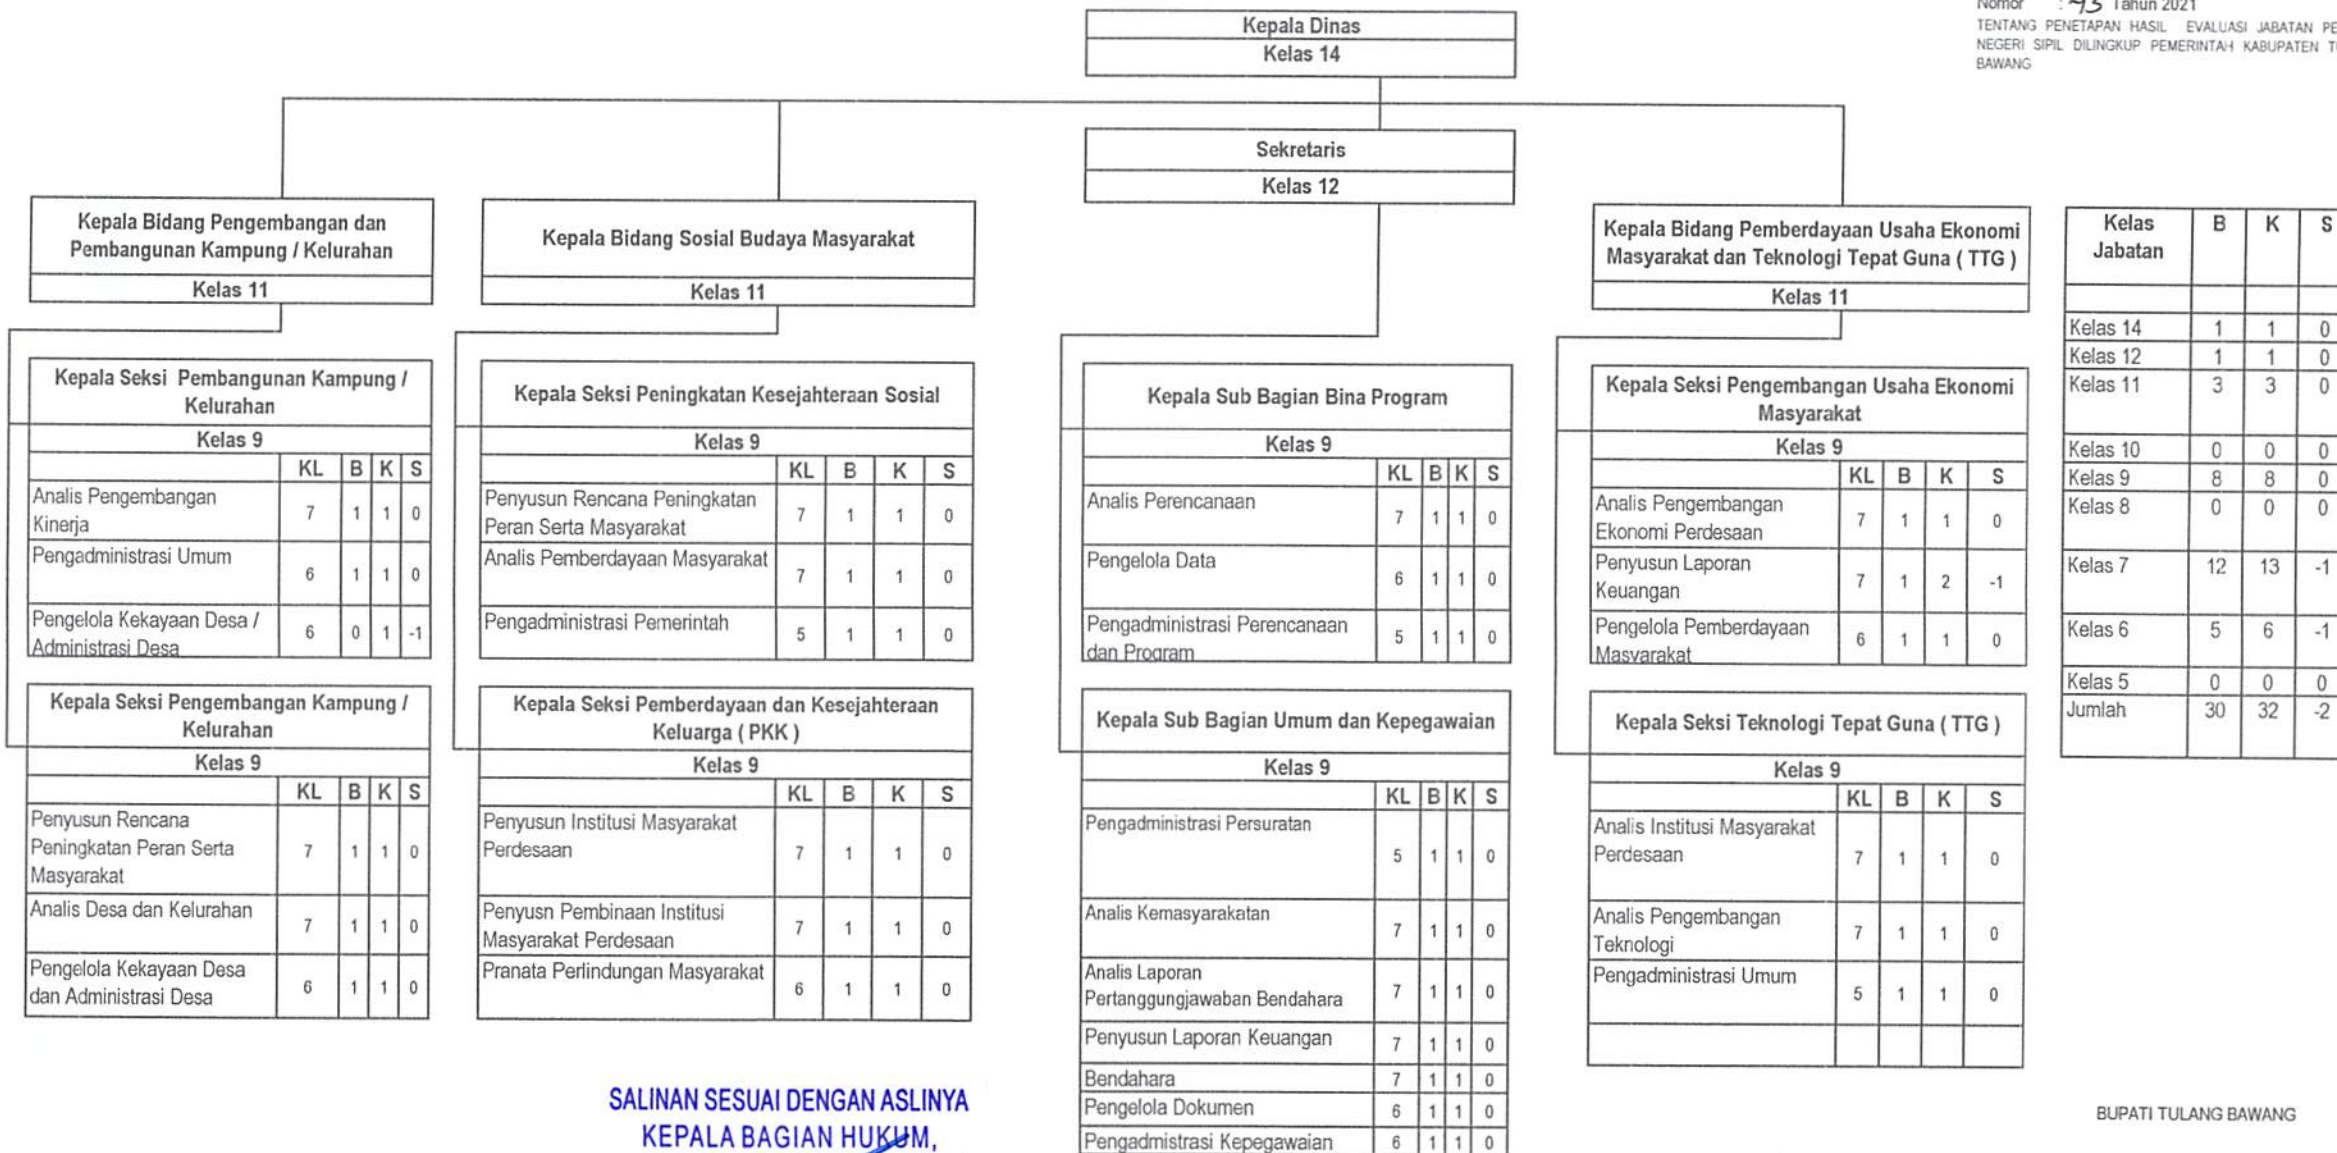 Nomor : 93 Tahun 2021
TENTANG PENETAPAN HASIL EVALUASI JABATAN
NEGERI SIPIL DILINGKUP PEMERINTAH KABUPATEN
BAWANG
Kepala Dinas
Kelas 14
Sekretaris
Kelas 12
Kepala Bidang Pengembangan dan
Pembangunan Kampung / Kelurahan
Kelas 11
Kepala Seksi Pembangunan Kampung /
Kelurahan
Kelas 9
KL B K S
Analis Pengembangan
Kinerja 7 1 1 0
Pengadministrasi Umum 6 1 1 0
Pengelola Kekayaan Desa /
Administrasi Desa 6 0 1 -1
Kepala Seksi Pengembangan Kampung /
Kelurahan
Kelas 9
KL B K S
Penyusun Rencana
Peningkatan Peran Serta 7 1 1 0
Masyarakat
Analis Desa dan Kelurahan 7 1 1 0
Pengelola Kekayaan Desa
dan Administrasi Desa 6 1 1 0
Kepala Bidang Sosial Budaya Masyarakat
Kelas 11
Kepala Seksi Peningkatan Kesejahteraan Sosial
Kelas 9
KL B K S
Penyusun Rencana Peningkatan
Peran Serta Masyarakat 7 1 1 0
Analis Pemberdayaan Masyarakat 7 1 1 0
Pengadministrasi Pemerintah 5 1 1 0
Kepala Seksi Pemberdayaan dan Kesejahteraan
Keluarga ( PKK )
Kelas 9
KL B K S
Penyusun Institusi Masyarakat
Perdesaan 7 1 1 0
Penyusn Pembinaan Institusi
Masyarakat Perdesaan 7 1 1 0
Pranata Perlindungan Masyarakat 6 1 1 0
Kepala Sub Bagian Bina Program
Kelas 9
KL B K S
Analis Perencanaan 7 1 1 0
Pengelola Data 6 1 1 0
Pengadministrasi Perencanaan
dan Program 5 1 1 0
Kepala Sub Bagian Umum dan Kepegawaian
Kelas 9
KL B K S
Pengadministrasi Persuratan 5 1 1 0
Analis Kemasyarakatan 7 1 1 0
Analis Laporan
Pertanggungjawaban Bendahara 7 1 1 0
Penyusun Laporan Keuangan 7 1 1 0
Bendahara 7 1 1 0
Pengelola Dokumen 6 1 1 0
Pengadmistrasi Kepegawaian 6 1 1 0
Kepala Bidang Pemberdayaan Usaha Ekonomi
Masyarakat dan Teknologi Tepat Guna ( TTG )
Kelas 11
Kepala Seksi Pengembangan Usaha Ekonomi
Masyarakat
Kelas 9
KL B K S
Analis Pengembangan
Ekonomi Perdesaan 7 1 1 0
Penyusun Laporan
Keuangan 7 1 2 -1
Pengelola Pemberdayaan
Masyarakat 6 1 1 0
Kepala Seksi Teknologi Tepat Guna ( TTG )
Kelas 9
KL B K S
Analis Institusi Masyarakat
Perdesaan 7 1 1 0
Analis Pengembangan
Teknologi 7 1 1 0
Pengadministrasi Umum 5 1 1 0
Kelas B K S
Jabatan
Kelas 14 1 1 0
Kelas 12 1 1 0
Kelas 11 3 3 0
Kelas 10 0 0 0
Kelas 9 8 8 0
Kelas 8 0 0 0
Kelas 7 12 13 -1
Kelas 6 5 6 -1
Kelas 5 0 0 0
Jumlah 30 32 -2
SALINAN SESUAI DENGAN ASLINYA
KEPALA BAGIAN HUKUM,
BUPATI TULANG BAWANG